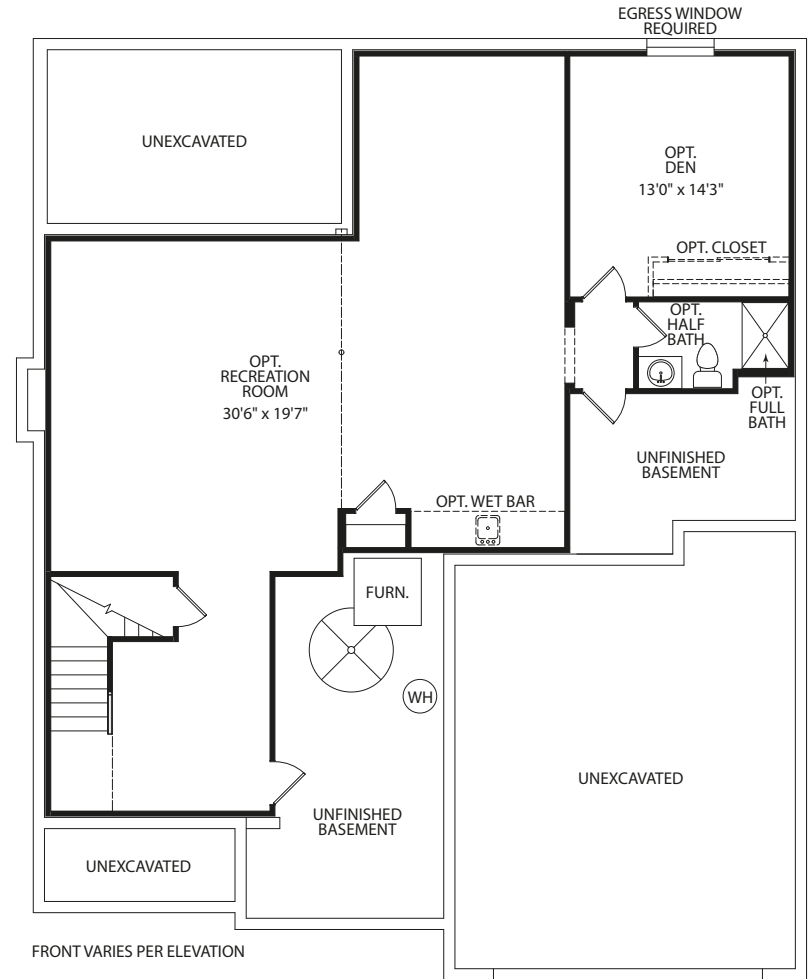 EGRESS WINDOW
REQUIRED
UNEXCAVATED
OPT.
DEN
13'0" x 14'3"
OPT. CLOSET
OPT.
HALF
BATH
OPT.
RECREATION
ROOM
30'6" x 19'7"
OPT.
FULL
BATH
UNFINISHED
BASEMENT
OPT. WET BAR
FURN.
WH
UNEXCAVATED
UNFINISHED
BASEMENT
UNEXCAVATED
FRONT VARIES PER ELEVATION